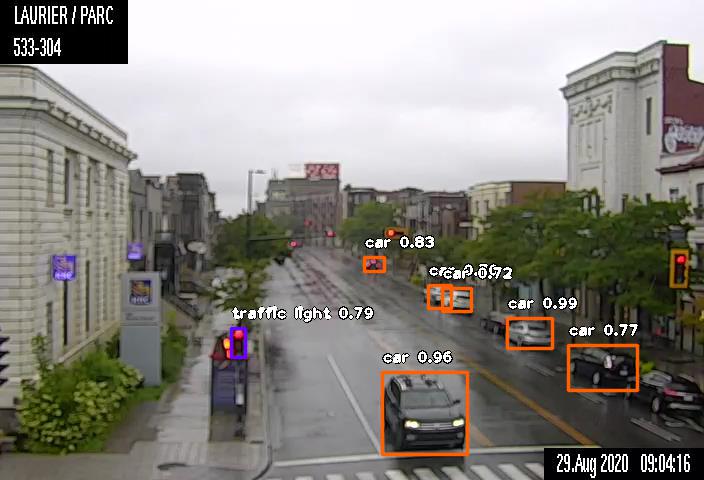 LAURIER / PARC
533-304
car 0.83
car 0.72
car 0.99
traffic light 0.79
car 0.77
car 0.96
RBC
29.Aug 2020 09:04:16